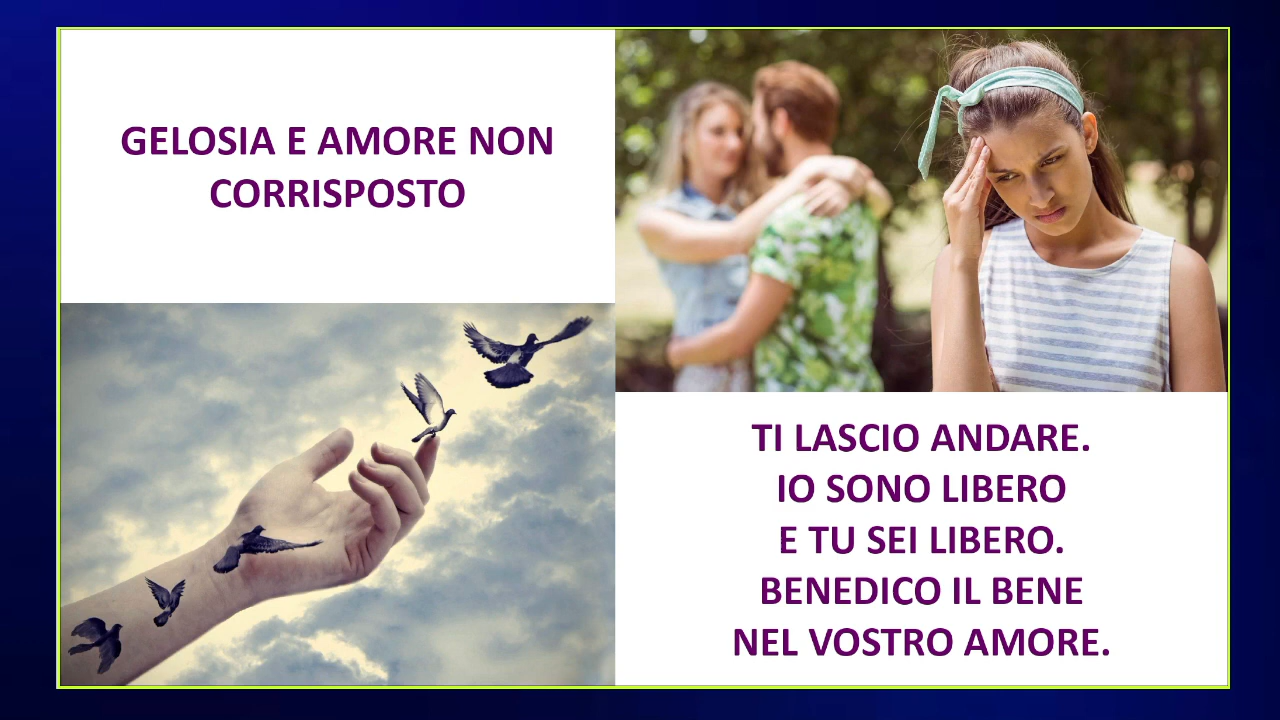 GELOSIA E AMORE NON
CORRISPOSTO
TI LASCIO ANDARE.
IO SONO LIBERO
E TU SEI LIBERO.
BENEDICO IL BENE
NEL VOSTRO AMORE.